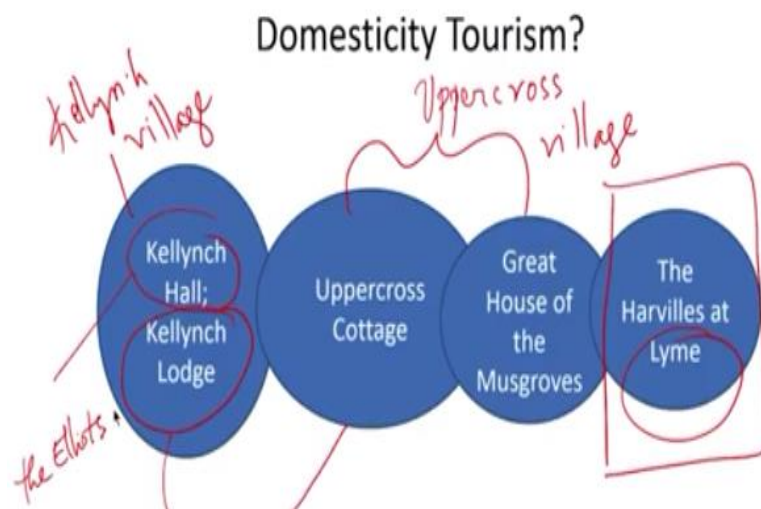 Domesticity Tourism?
Kellynch
village
Uppercross
village
Kellynch
Hall;
Kellynch
Lodge
Uppercross
Cottage
Great
House of
the
Musgroves
The
Harvilles at
Lyme
the Elliots